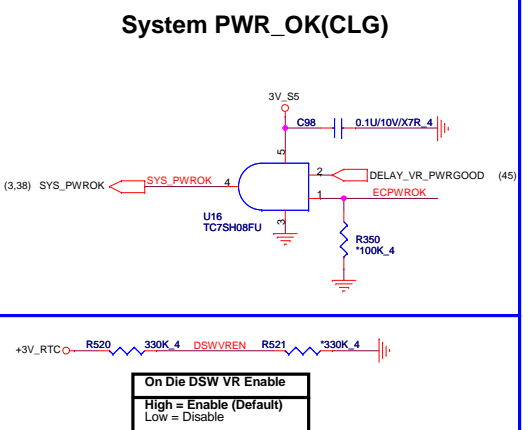 System PWR_OK(CLG)
3V_S5
C98 0.1U/10V/X7R_4
5
(3,38) SYS_PWROK SYS_PWROK 4
2 DELAY_VR_PWRGOOD (45)
1 ECPWROK
U16
TC7SH08FU
3
R350
*100K_4
+3V_RTC R520 330K_4 DSWVREN R521 *330K_4
On Die DSW VR Enable
High = Enable (Default)
Low = Disable